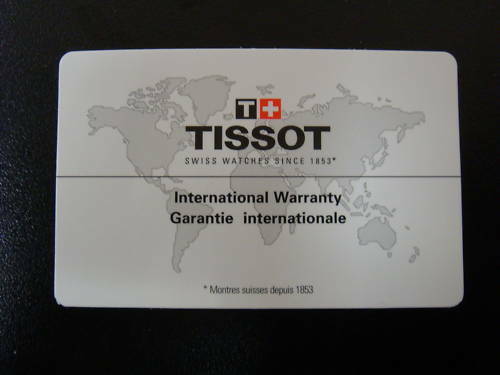 T+
TISSOT
SWISS WATCHES SINCE 1853*
International Warranty
Garantie internationale
* Montres suisses depuis 1853